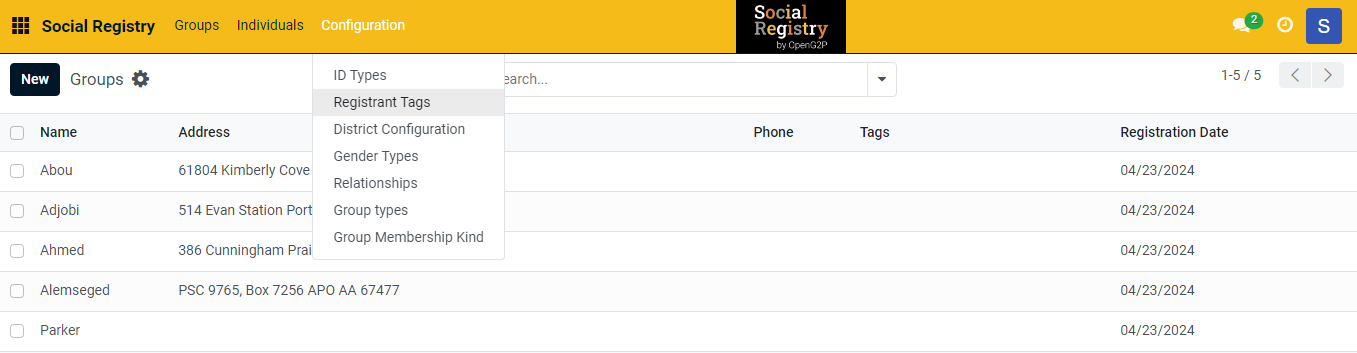 Social Registry Groups Individuals Configuration
Social
Registry
by OpenG2P
2
S
New Groups
earch...
1-5 / 5
ID Types
Registrant Tags
District Configuration
Gender Types
Relationships
Group types
Group Membership Kind
Name Address Phone Tags Registration Date
Abou 61804 Kimberly Cove 04/23/2024
Adjobi 514 Evan Station Port 04/23/2024
Ahmed 386 Cunningham Prai 04/23/2024
Alemseged PSC 9765, Box 7256 APO AA 67477 04/23/2024
Parker 04/23/2024